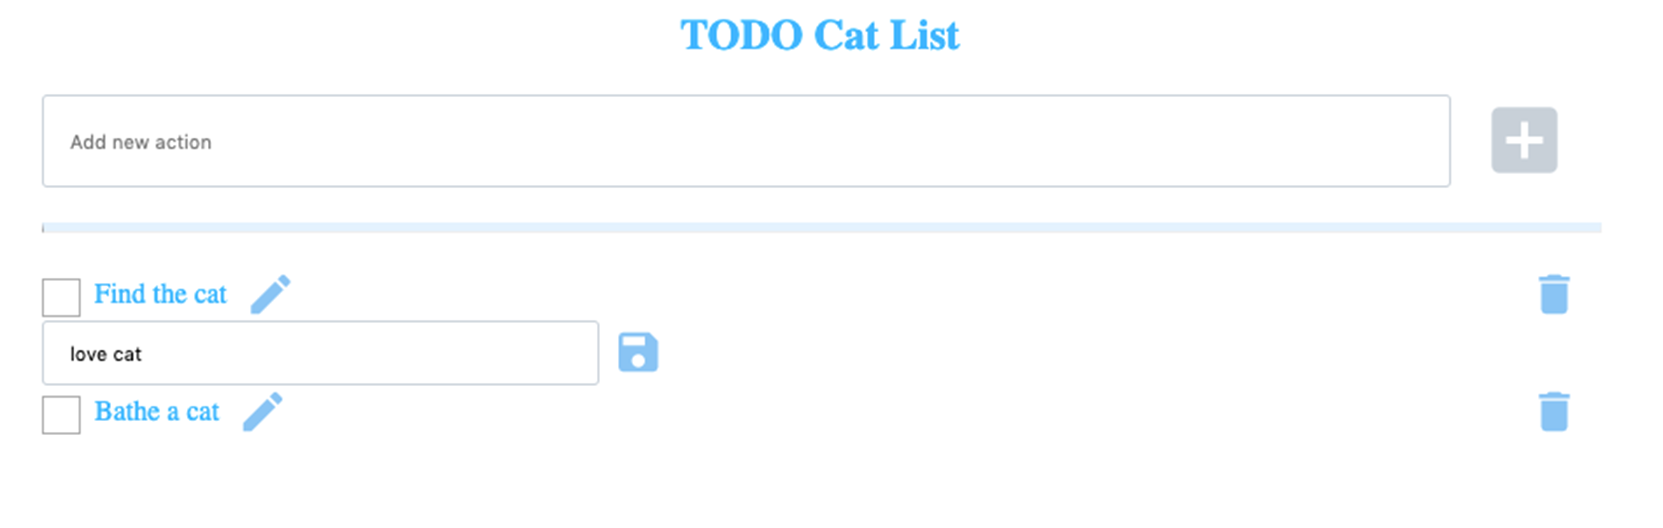 TODO Cat List
Add new action
Find the cat
love cat
Bathe a cat